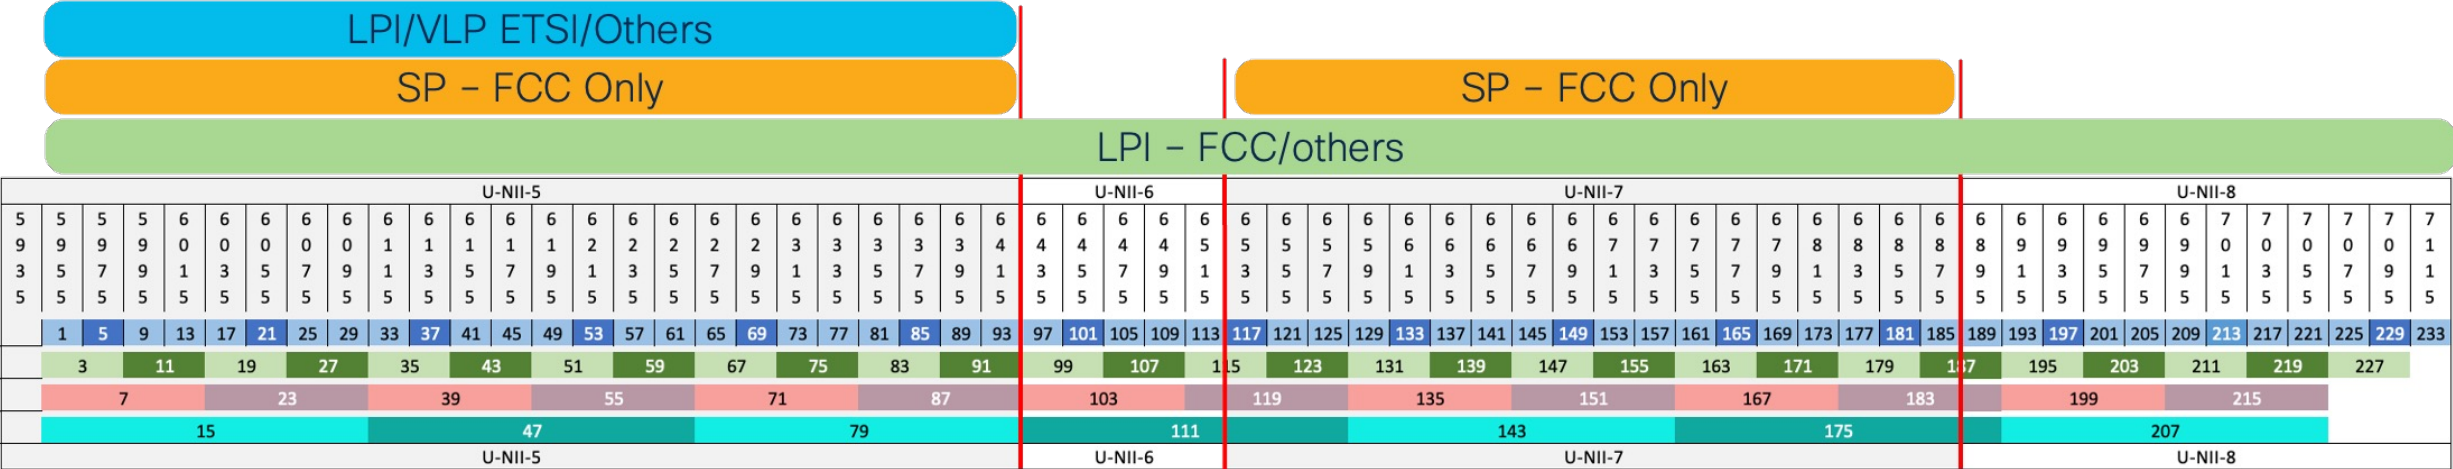 LPI/VLP ETSI/Others
SP – FCC Only SP – FCC Only
LPI – FCC/others
U-NII-5 U-NII-6 U-NII-7 U-NII-8
5935 5955 5975 5995 6015 6035 6055 6075 6095 6115 6135 6155 6175 6195 6215 6235 6255 6275 6295 6315 6335 6355 6375 6395 6415 6435 6455 6475 6495 6515 6535 6555 6575 6595 6615 6635 6655 6675 6695 6715 6735 6755 6775 6795 6815 6835 6855 6875 6895 6915 6935 6955 6975 6995 7015 7035 7055 7075 7095 7115
1 5 9 13 17 21 25 29 33 37 41 45 49 53 57 61 65 69 73 77 81 85 89 93 97 101 105 109 113 117 121 125 129 133 137 141 145 149 153 157 161 165 169 173 177 181 185 189 193 197 201 205 209 213 217 221 225 229 233
3 11 19 27 35 43 51 59 67 75 83 91 99 107 115 123 131 139 147 155 163 171 179 187 195 203 211 219 227
7 23 39 55 71 87 103 119 135 151 167 183 199 215
15 47 79 111 143 175 207
U-NII-5 U-NII-6 U-NII-7 U-NII-8